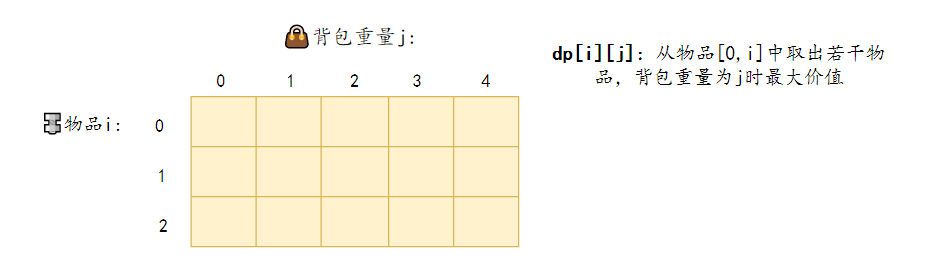 背包重量j:
dp[i][j]: 从物品[0,i]中取出若干物
品, 背包重量为j时最大价值
0 1 2 3 4
物品i: 0
1
2